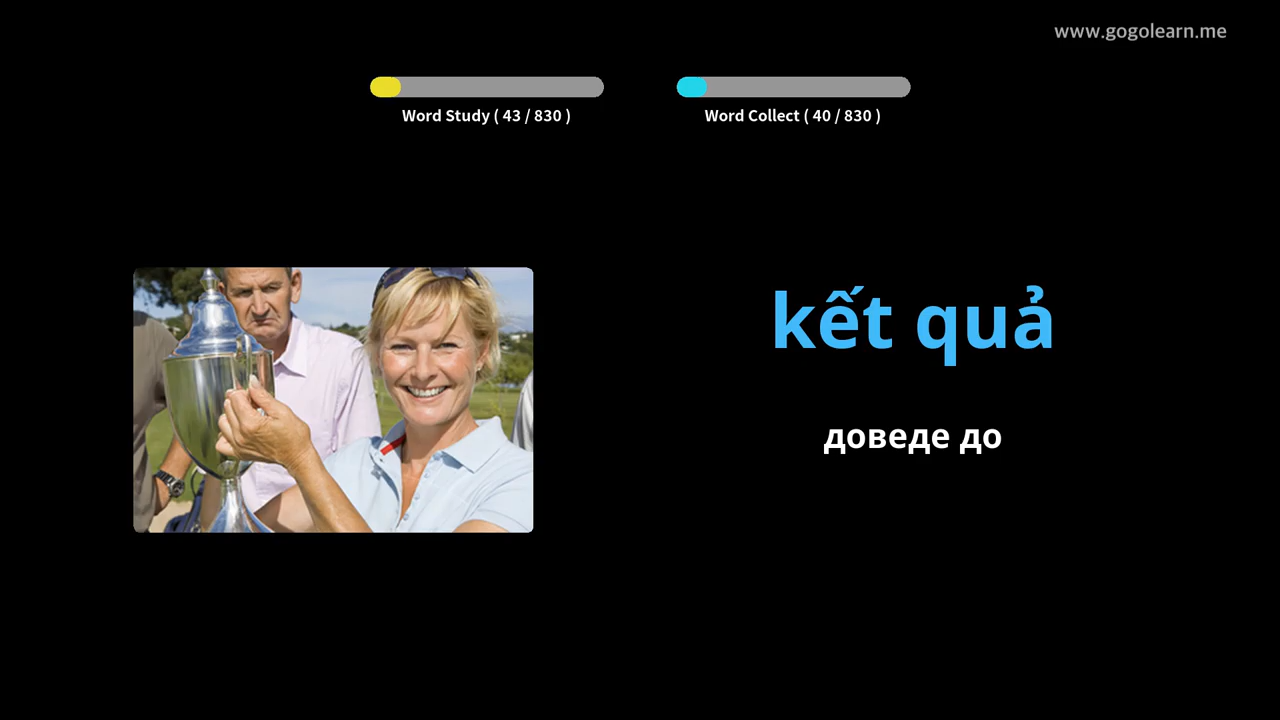 www.gogolearn.me
Word Study ( 43 / 830 )
Word Collect ( 40 / 830 )
kết quả
доведе до